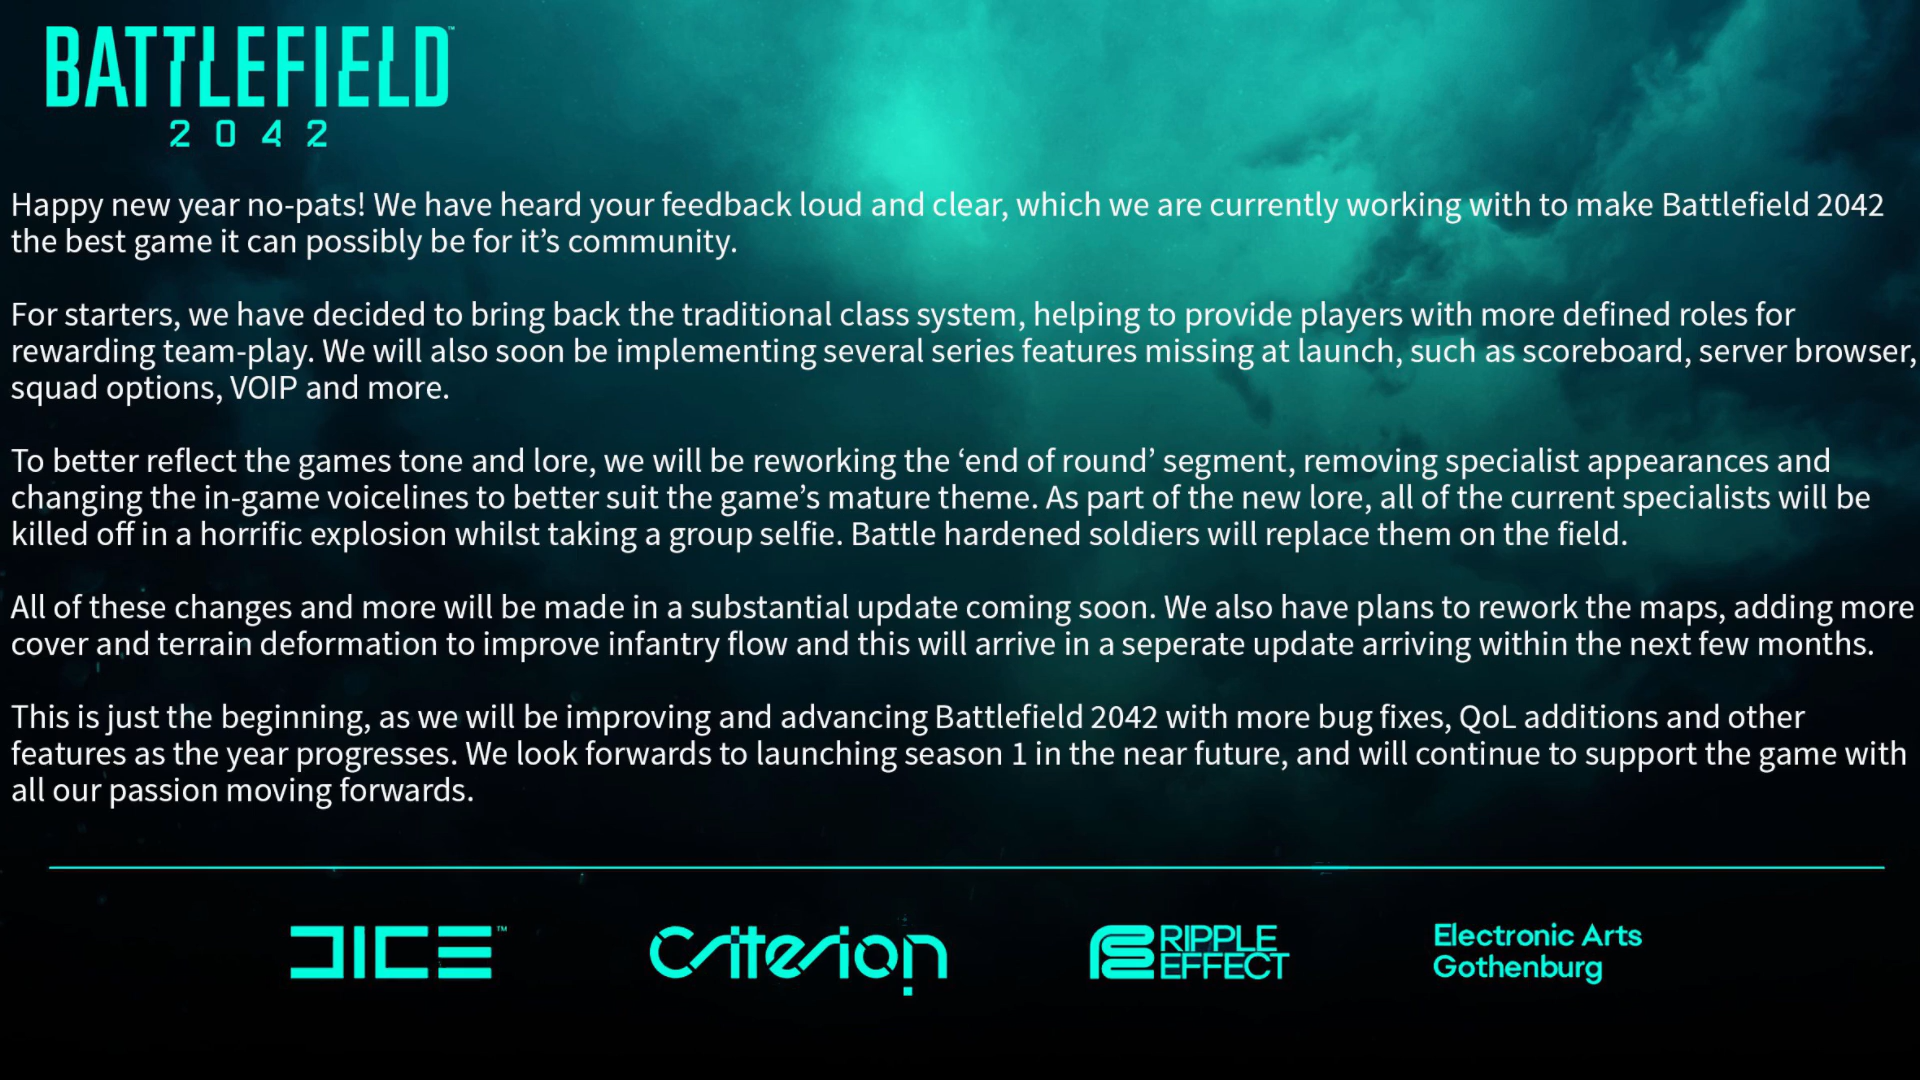 BATTLEFIELD™
2042
Happy new year no-pats! We have heard your feedback loud and clear, which we are currently working with to make Battlefield 2042
the best game it can possibly be for it’s community.
For starters, we have decided to bring back the traditional class system, helping to provide players with more defined roles for
rewarding team-play. We will also soon be implementing several series features missing at launch, such as scoreboard, server browser,
squad options, VOIP and more.
To better reflect the games tone and lore, we will be reworking the ‘end of round’ segment, removing specialist appearances and
changing the in-game voicelines to better suit the game’s mature theme. As part of the new lore, all of the current specialists will be
killed off in a horrific explosion whilst taking a group selfie. Battle hardened soldiers will replace them on the field.
All of these changes and more will be made in a substantial update coming soon. We also have plans to rework the maps, adding more
cover and terrain deformation to improve infantry flow and this will arrive in a seperate update arriving within the next few months.
This is just the beginning, as we will be improving and advancing Battlefield 2042 with more bug fixes, QoL additions and other
features as the year progresses. We look forwards to launching season 1 in the near future, and will continue to support the game with
all our passion moving forwards.
DICE™
Criterion
RIPPLE
EFFECT
Electronic Arts
Gothenburg